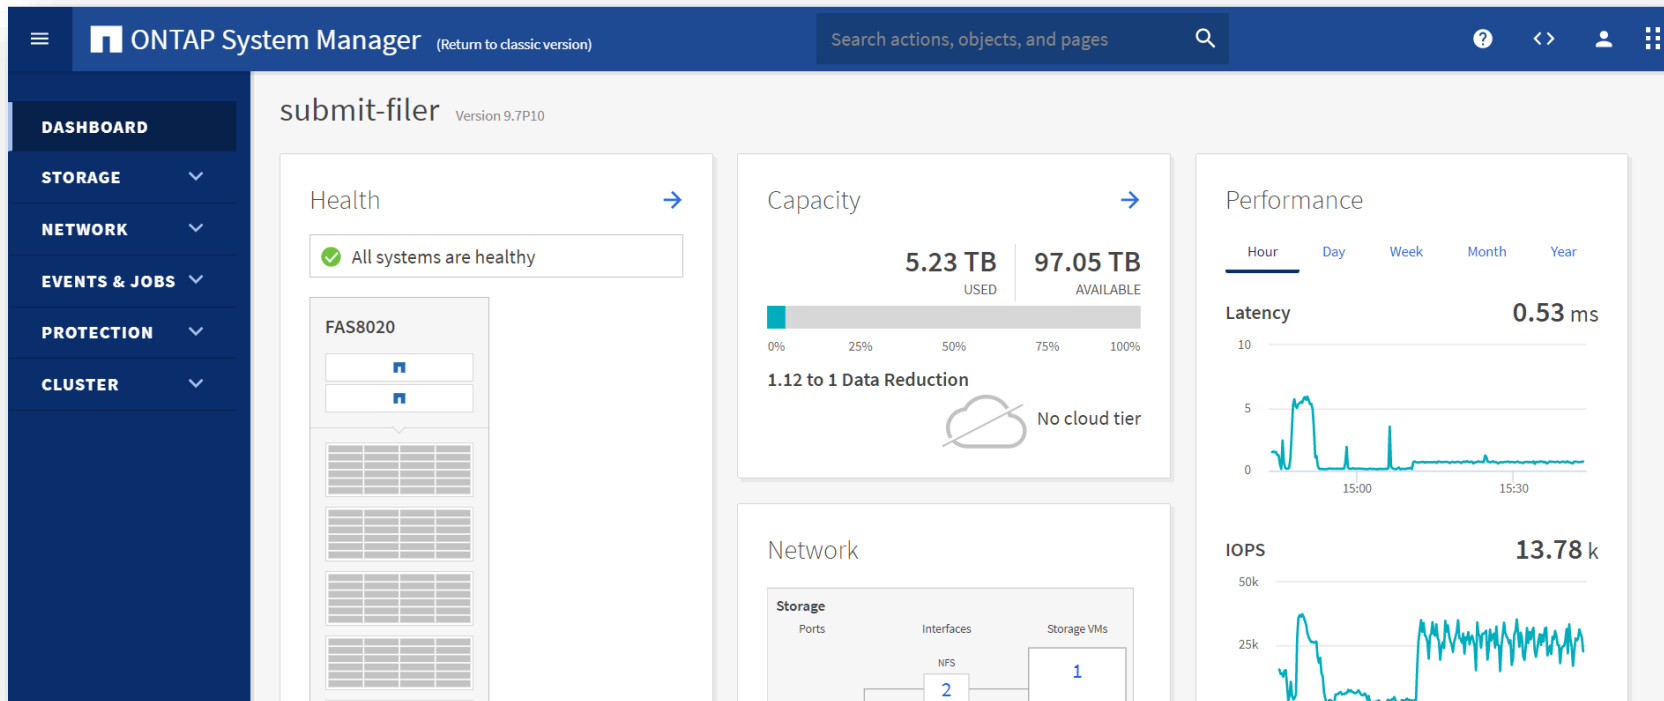 ONTAP System Manager (Return to classic version)
Search actions, objects, and pages
DASHBOARD
STORAGE
NETWORK
EVENTS & JOBS
PROTECTION
CLUSTER
submit-filer Version 9.7P10
Health
All systems are healthy
FAS8020
Capacity
5.23 TB 97.05 TB
USED AVAILABLE
0% 25% 50% 75% 100%
1.12 to 1 Data Reduction
No cloud tier
Network
Storage
Ports Interfaces Storage VMs
NFS
2
1
Performance
Hour Day Week Month Year
Latency 0.53 ms
10
5
0
15:00 15:30
IOPS 13.78 k
50k
25k